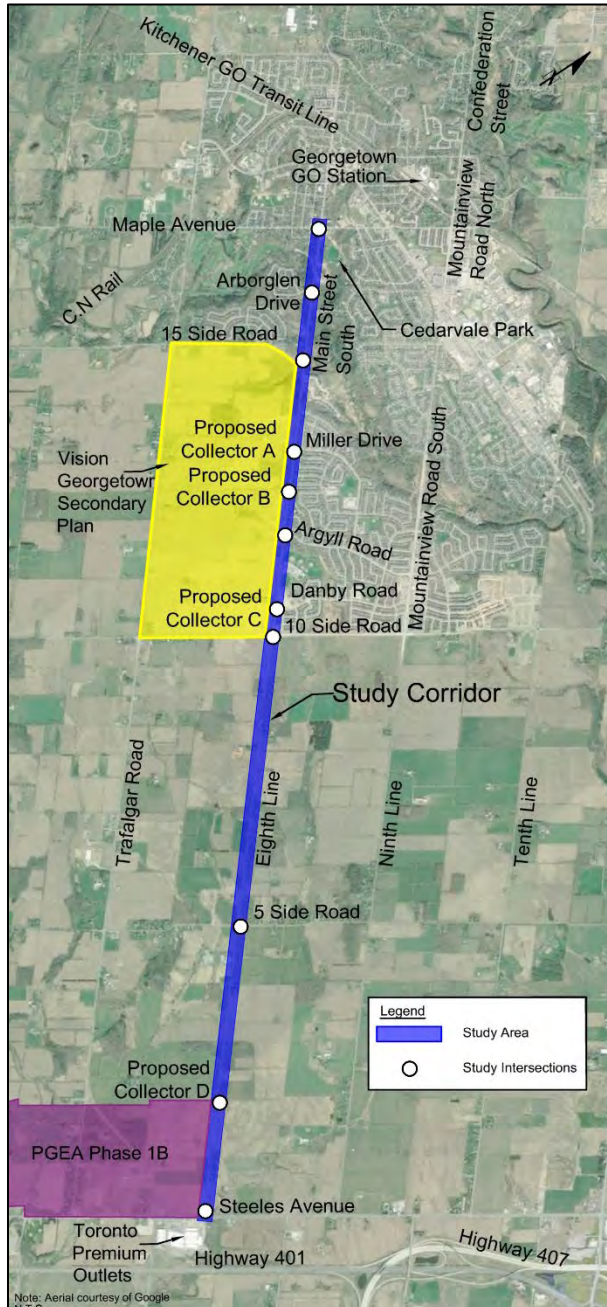 Kitchener GO Transit Line
Confederation
Street
Georgetown
GO Station
Mountainview
Road North
Maple Avenue
C.N Rail
Arborglen
Drive
Main Street
South
Cedarvale Park
15 Side Road
Proposed
Collector A
Miller Drive
Vision
Georgetown
Secondary
Plan
Proposed
Collector B
Mountainview Road South
Argyll Road
Danby Road
Proposed
Collector C
10 Side Road
Study Corridor
Trafalgar Road
Eighth Line
Ninth Line
Tenth Line
5 Side Road
Legend
Study Area
Study Intersections
Proposed
Collector D
PGEA Phase 1B
Steeles Avenue
Toronto
Premium
Outlets
Highway 401
Highway 407
Note: Aerial courtesy of Google
N.T.S.